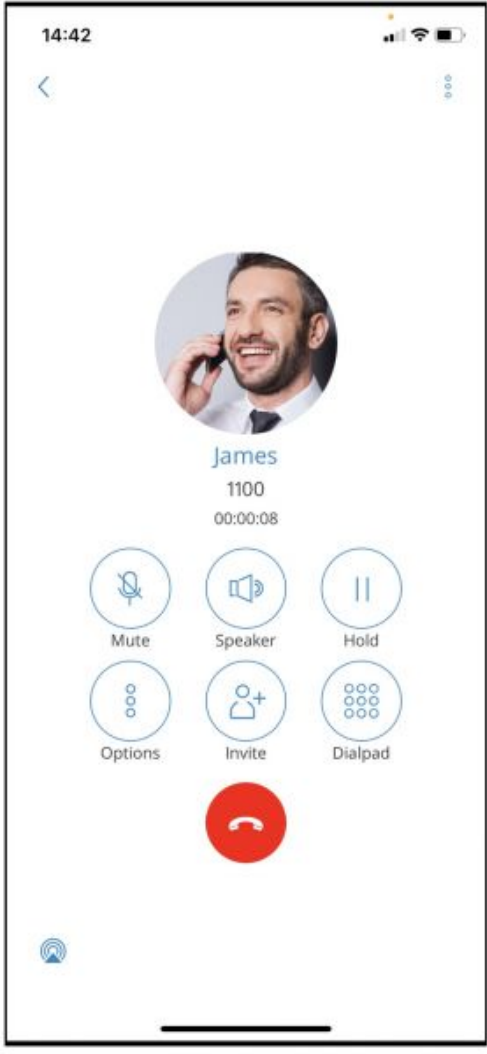 14:42
James
1100
00:00:08
Mute Speaker Hold
Options Invite Dialpad